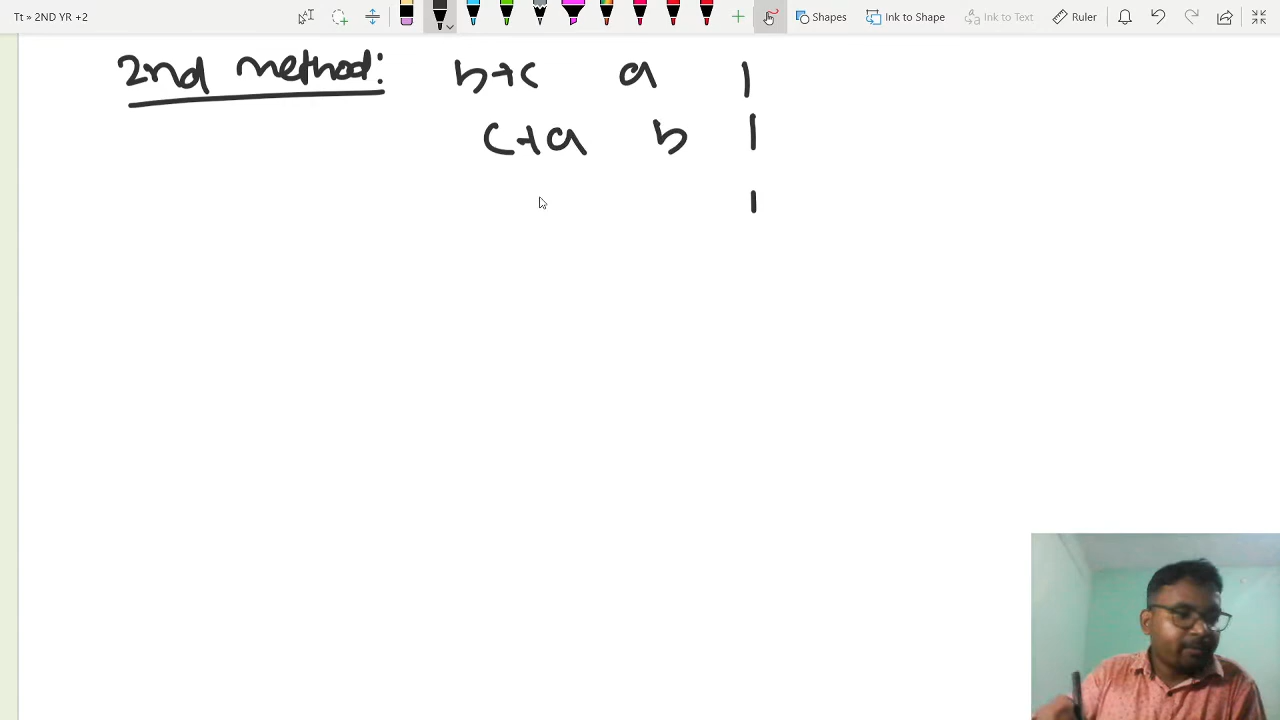 Tt » 2ND YR +2
Shapes Ink to Shape Ink to Text Ruler
2nd method: b+c a 1
c+a b 1
1